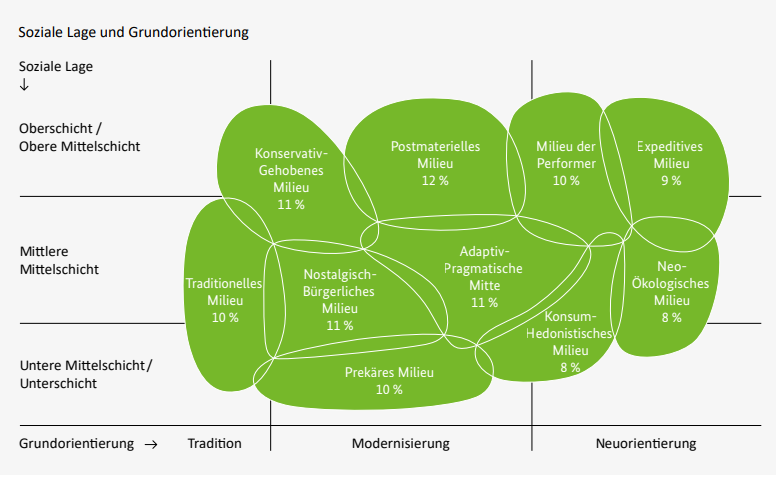 Soziale Lage und Grundorientierung
Soziale Lage
↓
Oberschicht /
Obere Mittelschicht
Konservativ-
Gehobenes
Milieu
11 %
Postmaterielles
Milieu
12 %
Milieu der
Performer
10 %
Expeditives
Milieu
9 %
Mittlere
Mittelschicht
Traditionelles
Milieu
10 %
Nostalgisch-
Bürgerliches
Milieu
11 %
Adaptiv-
Pragmatische
Mitte
11 %
Konsum-
Hedonistisches
Milieu
8 %
Neo-
Ökologisches
Milieu
8 %
Untere Mittelschicht/
Unterschicht
Prekäres Milieu
10 %
Grundorientierung →
Tradition
Modernisierung
Neuorientierung